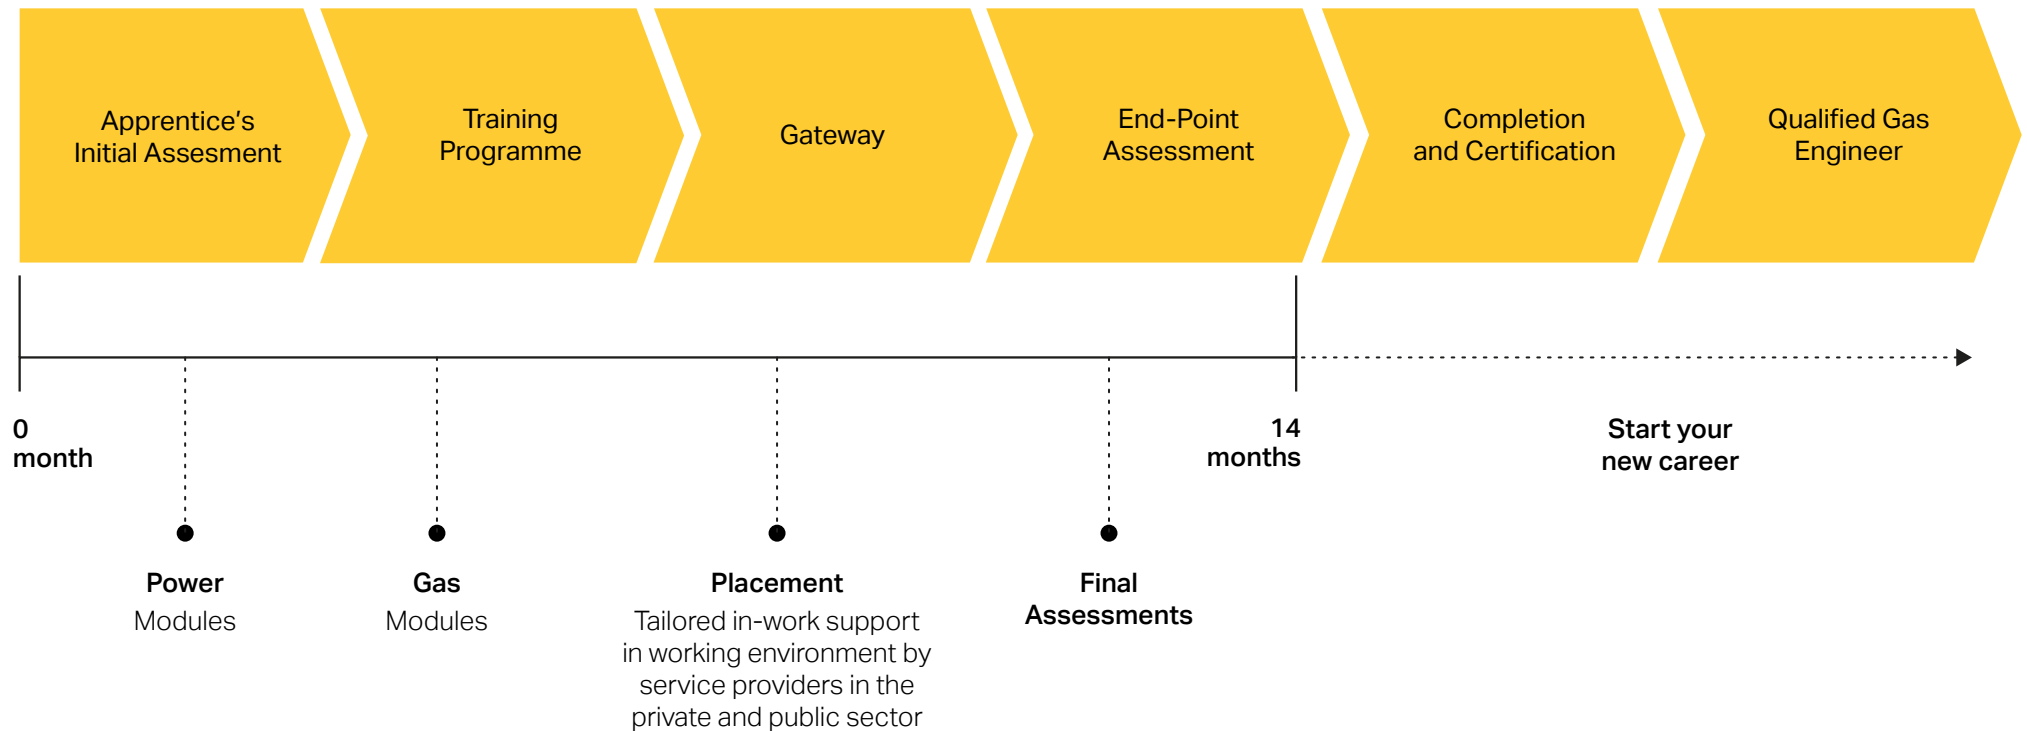 Apprentice's
Initial Assesment
Training
Programme
Gateway
End-Point
Assessment
Completion
and Certification
Qualified Gas
Engineer
0
month
14
months
Start your
new career
Power
Modules
Gas
Modules
Placement
Tailored in-work support
in working environment by
service providers in the
private and public sector
Final
Assessments